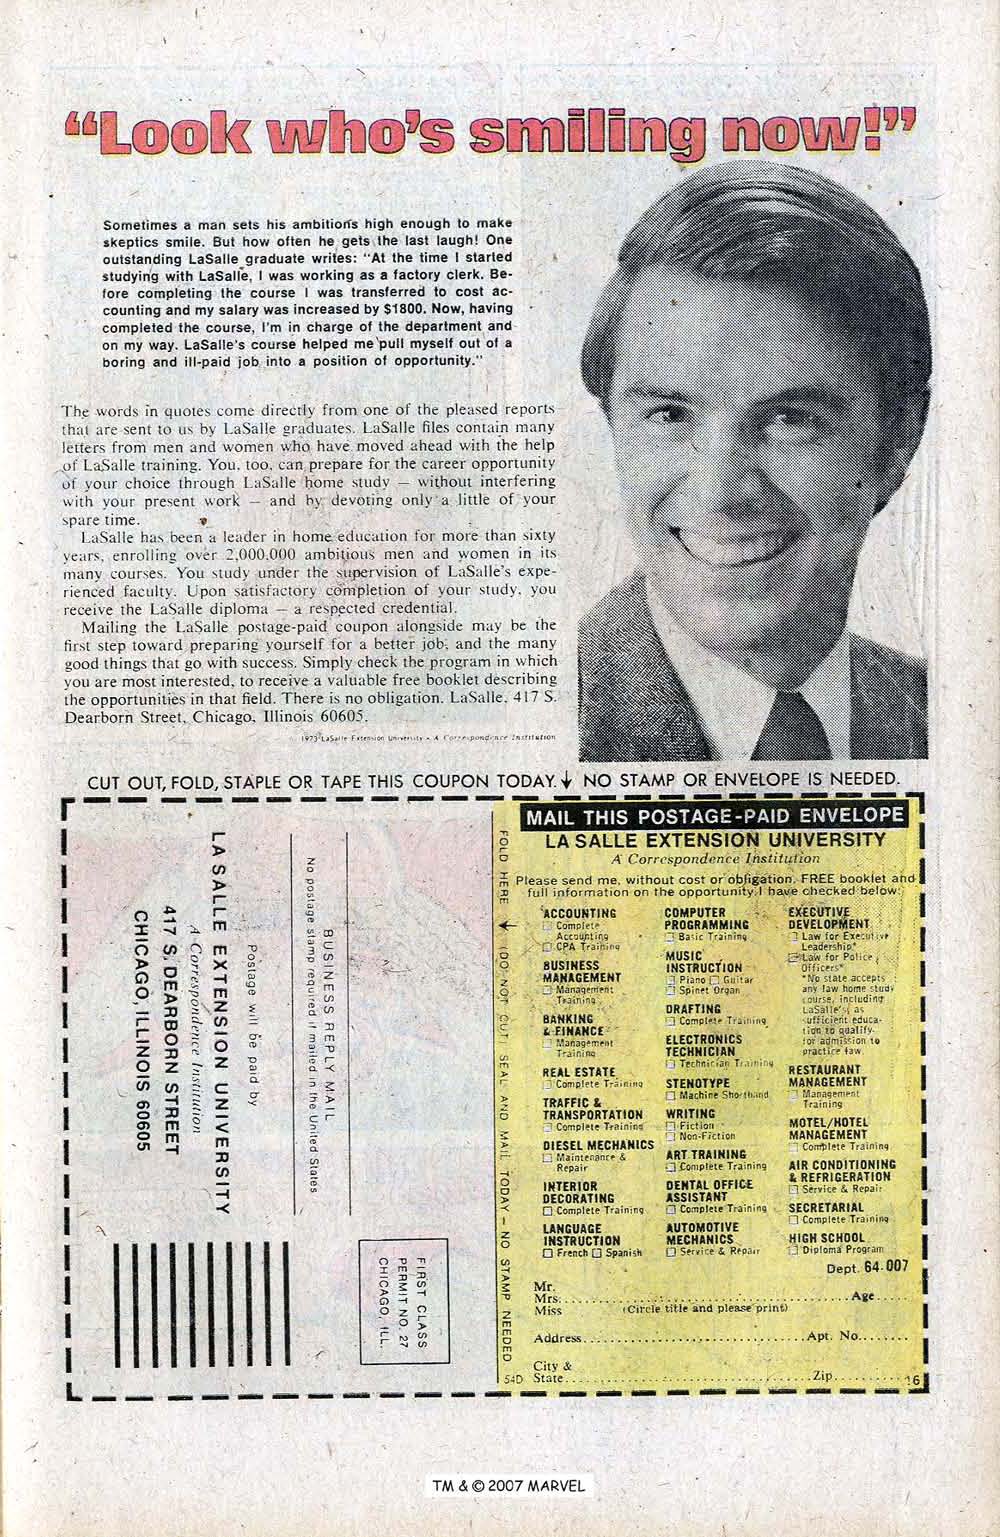 “Look who's smiling now!”
Sometimes a man sets his ambitions high enough to make
skeptics smile. But how often he gets the last laugh! One
outstanding LaSalle graduate writes: “At the time I started
studying with LaSalle, I was working as a factory clerk. Be-
fore completing the course I was transferred to cost ac-
counting and my salary was increased by $1800. Now, having
completed the course, I'm in charge of the department and
on my way. LaSalle's course helped me pull myself out of a
boring and ill-paid job into a position of opportunity.”
The words in quotes come directly from one of the pleased reports
that are sent to us by LaSalle graduates. LaSalle files contain many
letters from men and women who have moved ahead with the help
of LaSalle training. You, too, can prepare for the career opportunity
of your choice through LaSalle home study — without interfering
with your present work — and by devoting only a little of your
spare time.
LaSalle has been a leader in home education for more than sixty
years, enrolling over 2,000,000 ambitious men and women in its
many courses. You study under the supervision of LaSalle's expe-
rienced faculty. Upon satisfactory completion of your study, you
receive the LaSalle diploma — a respected credential.
Mailing the LaSalle postage-paid coupon alongside may be the
first step toward preparing yourself for a better job, and the many
good things that go with success. Simply check the program in which
you are most interested, to receive a valuable free booklet describing
the opportunities in that field. There is no obligation. LaSalle, 417 S.
Dearborn Street, Chicago, Illinois 60605.
1973 LaSalle Extension University • A Correspondence Institution
CUT OUT, FOLD, STAPLE OR TAPE THIS COUPON TODAY. ↓ NO STAMP OR ENVELOPE IS NEEDED.
FIRST CLASS
PERMIT NO. 27
CHICAGO, ILL.
BUSINESS REPLY MAIL
No postage stamp required if mailed in the United States
Postage will be paid by
LA SALLE EXTENSION UNIVERSITY
A Correspondence Institution
417 S. DEARBORN STREET
CHICAGO, ILLINOIS 60605
FOLD HERE ← (DO NOT CUT) SEAL AND MAIL TODAY — NO STAMP NEEDED
MAIL THIS POSTAGE-PAID ENVELOPE
LA SALLE EXTENSION UNIVERSITY
A Correspondence Institution
Please send me, without cost or obligation, FREE booklet and
full information on the opportunity I have checked below:
ACCOUNTING
☐ Complete
Accounting
☐ CPA Training
BUSINESS
MANAGEMENT
☐ Management
Training
BANKING
& FINANCE
☐ Management
Training
REAL ESTATE
☐ Complete Training
TRAFFIC &
TRANSPORTATION
☐ Complete Training
DIESEL MECHANICS
☐ Maintenance &
Repair
INTERIOR
DECORATING
☐ Complete Training
LANGUAGE
INSTRUCTION
☐ French ☐ Spanish
COMPUTER
PROGRAMMING
☐ Basic Training
MUSIC
INSTRUCTION
☐ Piano ☐ Guitar
☐ Spinet Organ
DRAFTING
☐ Complete Training
ELECTRONICS
TECHNICIAN
☐ Technician Training
STENOTYPE
☐ Machine Shorthand
WRITING
☐ Fiction
☐ Non-Fiction
ART TRAINING
☐ Complete Training
DENTAL OFFICE
ASSISTANT
☐ Complete Training
AUTOMOTIVE
MECHANICS
☐ Service & Repair
EXECUTIVE
DEVELOPMENT
☐ Law for Executive
Leadership*
☐ Law for Police
Officers*
*No state accepts
any law home study
course, including
LaSalle's, as
sufficient educa-
tion to qualify
for admission to
practice law.
RESTAURANT
MANAGEMENT
☐ Management
Training
MOTEL/HOTEL
MANAGEMENT
☐ Complete Training
AIR CONDITIONING
& REFRIGERATION
☐ Service & Repair
SECRETARIAL
☐ Complete Training
HIGH SCHOOL
☐ Diploma Program
Dept. 64-007
Mr.
Mrs. Age
Miss (Circle title and please print)
Address Apt. No.
City &
54D State Zip 16
TM & © 2007 MARVEL